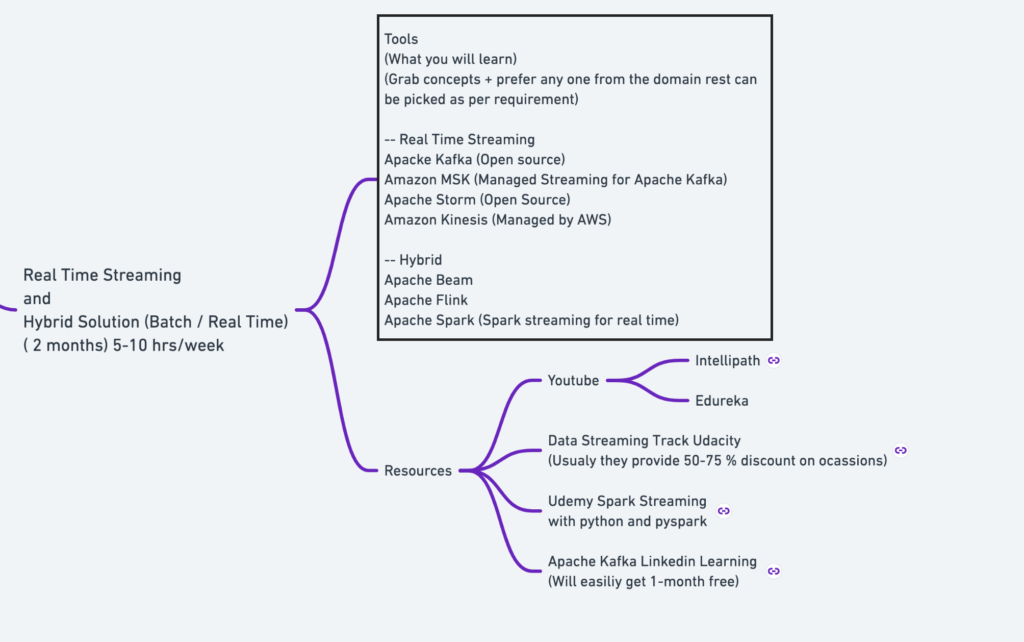 Tools
(What you will learn)
(Grab concepts + prefer any one from the domain rest can
be picked as per requirement)
-- Real Time Streaming
Apacke Kafka (Open source)
Amazon MSK (Managed Streaming for Apache Kafka)
Apache Storm (Open Source)
Amazon Kinesis (Managed by AWS)
-- Hybrid
Apache Beam
Apache Flink
Apache Spark (Spark streaming for real time)
Real Time Streaming
and
Hybrid Solution (Batch / Real Time)
( 2 months) 5-10 hrs/week
Resources
Youtube
Intellipath
Edureka
Data Streaming Track Udacity
(Usualy they provide 50-75 % discount on ocassions)
Udemy Spark Streaming
with python and pyspark
Apache Kafka Linkedin Learning
(Will easiliy get 1-month free)